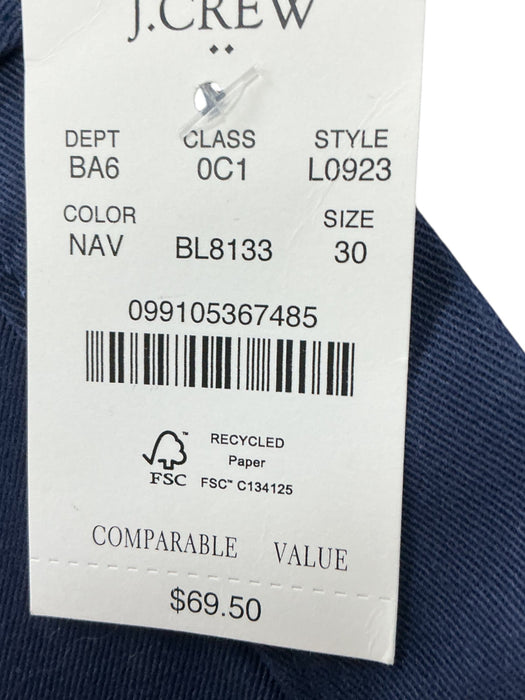 J.CREW
DEPT CLASS STYLE
BA6 0C1 L0923
COLOR SIZE
NAV BL8133 30
099105367485
RECYCLED
Paper
FSC FSC™ C134125
COMPARABLE VALUE
$69.50